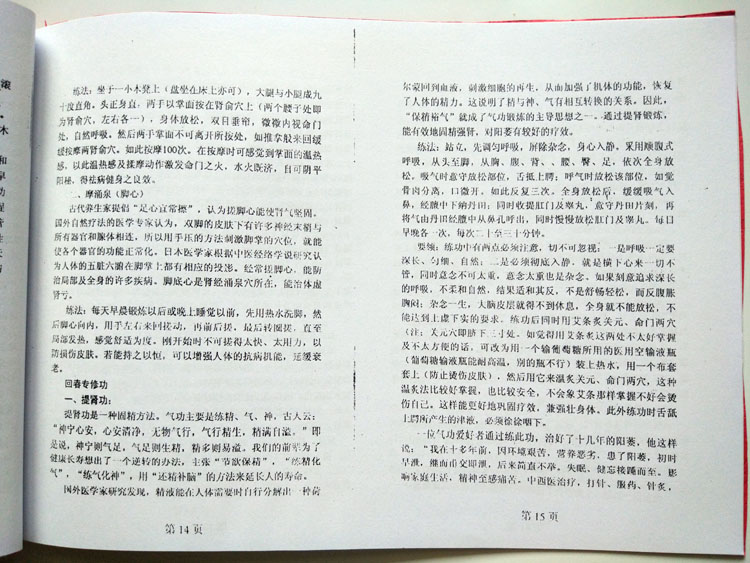 滚
木
和
练法：坐于一小木凳上（盘坐在床上亦可），大腿与小腿成九
十度直角。头正身直，两手以掌面按在肾俞穴上（两个腰子处即
为肾俞穴，左右各一），身体放松，双目垂帘，微微内视命门
处，自然呼吸。然后两手掌面不可离开所按处，如推拿般来回缓
缓按摩两肾俞穴。如此按摩100次。在按摩时可感觉到掌面的温热
感，以此温热感及揉摩动作激发命门之火，水火既济，自可阴平
阳秘，得祛病健身之良效。
二、摩涌泉（脚心）
古代养生家提倡“足心宜常擦”，认为搓脚心能使肾气坚固。
国外自然疗法的医学专家认为，双脚的皮肤下有许多神经末梢与
所有器官和腺体相连，所以用手压的方法刺激脚掌的穴位，就能
使各个器官的功能正常化。日本医学家根据中医经络学说研究认
为人体的五脏六腑在脚掌上都有相应的投影。经常搓脚心，能防
治局部及全身的许多疾病。脚底心是肾经涌泉穴所在，能治体虚
肾亏。
练法：每天早晨锻炼以后或晚上睡觉以前，先用热水洗脚，然
后脚心向内，用手左右来回搓动，再前后搓，最后转圈搓，直至
局部发热，感觉舒适为度。刚开始时不可搓得太快、太用力，以
防损伤皮肤。若能持之以恒，可以增强人体的抗病机能，延缓衰
老。
回春专修功
一、提肾功：
提肾功是一种固精方法。气功主要是炼精、气、神，古人云：
“神宁心安，心安清净，无物气行，气行精生，精满自溢。”即
是说，神宁则气足，气足则生精，精多则易溢。我们的前辈为了
健康长寿想出了一个逆转的办法，主张“节欲保精”，“炼精化
气”，“练气化神”，用“还精补脑”的方法来延长人的寿命。
国外医学家研究发现，精液能在人体需要时自行分解出一种荷
第14页
尔蒙回到血液，刺激细胞的再生，从而加强了机体的功能，恢复
了人体的精力。这说明了精与神、气有相互转换的关系。因此，
“保精裕气”就成了气功锻炼的主导思想之一。通过提肾锻炼，
能有效地固精强肾，对阳萎有较好的疗效。
练法：站立，先调匀呼吸，屏除杂念，身心入静，采用顺腹式
呼吸，从头至脚，从胸、腹、背、、腰、臀、足，依次全身放
松，吸气时意守放松部位，舌抵上腭；呼气时放松该部位，如觉
骨肉分离，口微开。如此反复三次。全身放松后，缓缓吸气入
鼻，经腋中下纳丹田；同时收提肛门及睾丸，意守丹田片刻，再
将气由丹田经腋中从鼻孔呼出，同时慢慢放松肛门及睾丸。每日
早晚各一次，每次二十至三十分钟。
要领：练功中有两点必须注意，切不可忽视：一是呼吸一定要
深长、匀细、自然；二是必须彻底入静。就是横下心来一切不
管，同时意念不可太重，意念太重也是杂念。如果刻意追求深长
的呼吸，不柔和自然，结果适和其反，不是舒畅轻松，而反腹胀
胸闷；杂念一生，大脑皮层就得不到休息，全身就不能放松，不
能达到上虚下实的要求。练功后同时用艾条炙关元、命门两穴
（注：关元穴即脐下三寸处。如觉得用艾条炙这两处不太好掌握
及不太方便的话。可改为用一个输葡萄糖所用的医用空输液瓶
（葡萄糖输液瓶能耐高温，别的瓶不行）装上热水，用一个布套
套上（防止烫伤皮肤），然后用它来温炙关元、命门两穴，这种
温炙法比较好掌握，也比较安全，不会象艾条那样掌握不好会烫
伤自己。这样能更好地巩固疗效，兼强壮身体。此外练功时舌舐
上腭所产生的津液，必须徐徐咽下。
一位气功爱好者通过练此功，治好了十几年的阳萎，他这样
说：“我在十多年前，因环境艰苦，营养恶劣，患了阳萎，初时
早泄，继而重交即泄，后来简直不举。失眠、健忘接踵而至。影
响家庭生活，精神至感痛苦，中西医治疗，打针、服药、针炙，
第15页